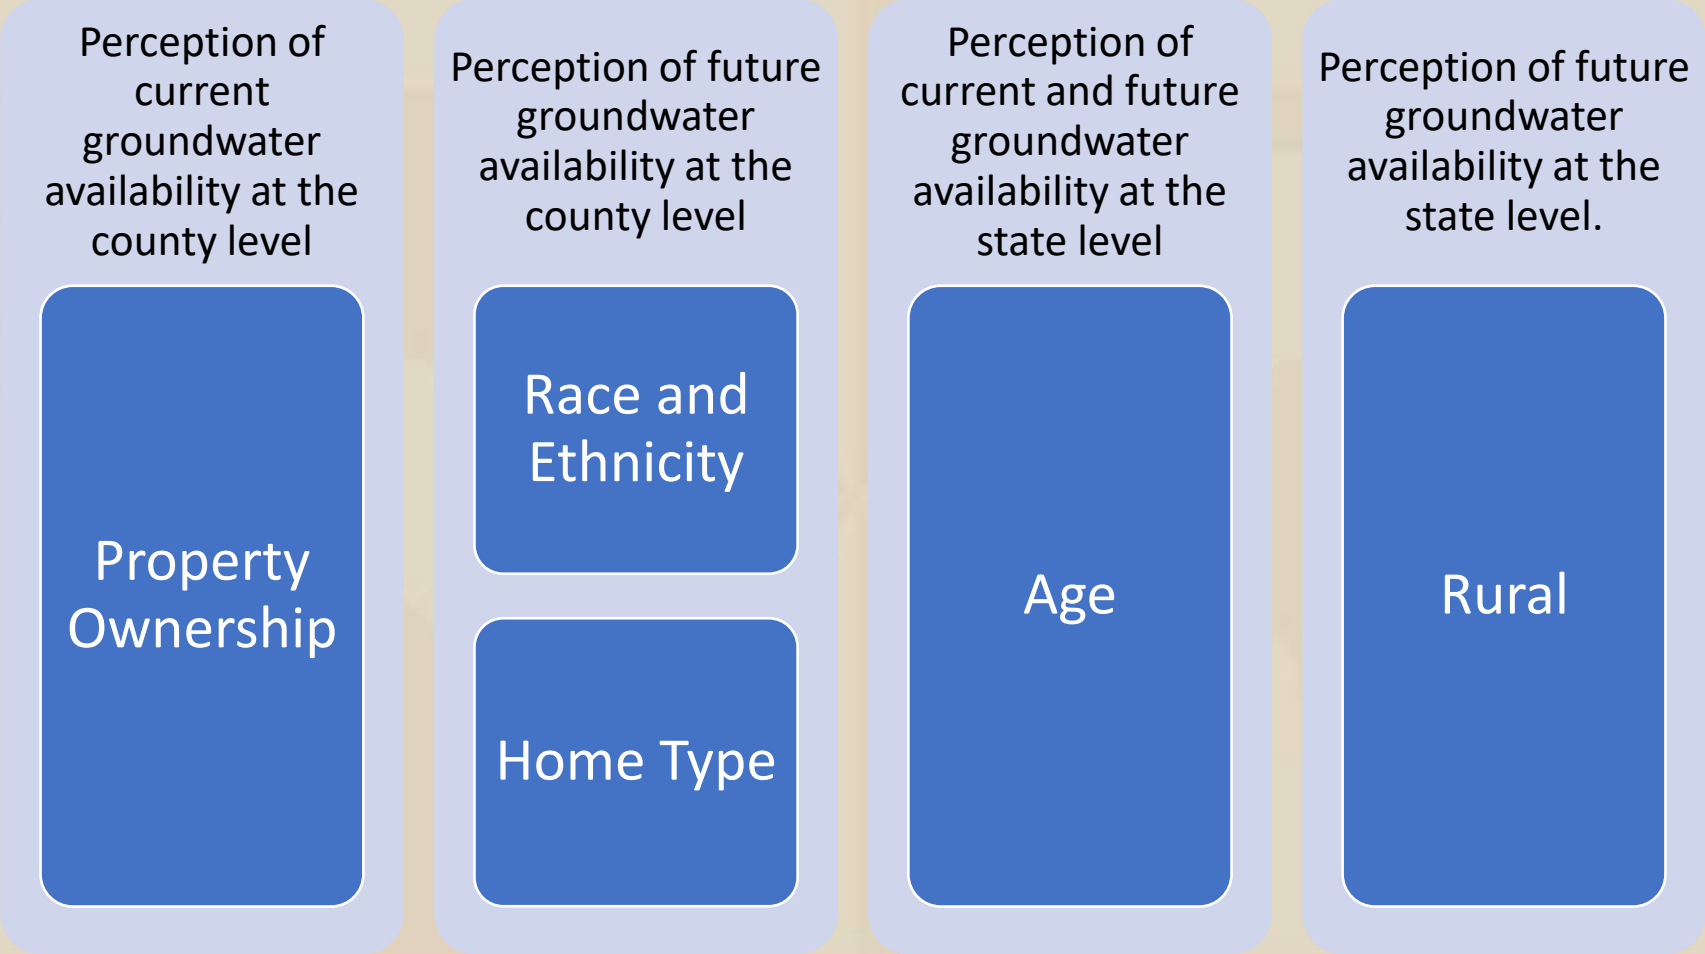 Perception of
current
groundwater
availability at the
county level
Property
Ownership
Perception of future
groundwater
availability at the
county level
Race and
Ethnicity
Home Type
Perception of
current and future
groundwater
availability at the
state level
Age
Perception of future
groundwater
availability at the
state level.
Rural